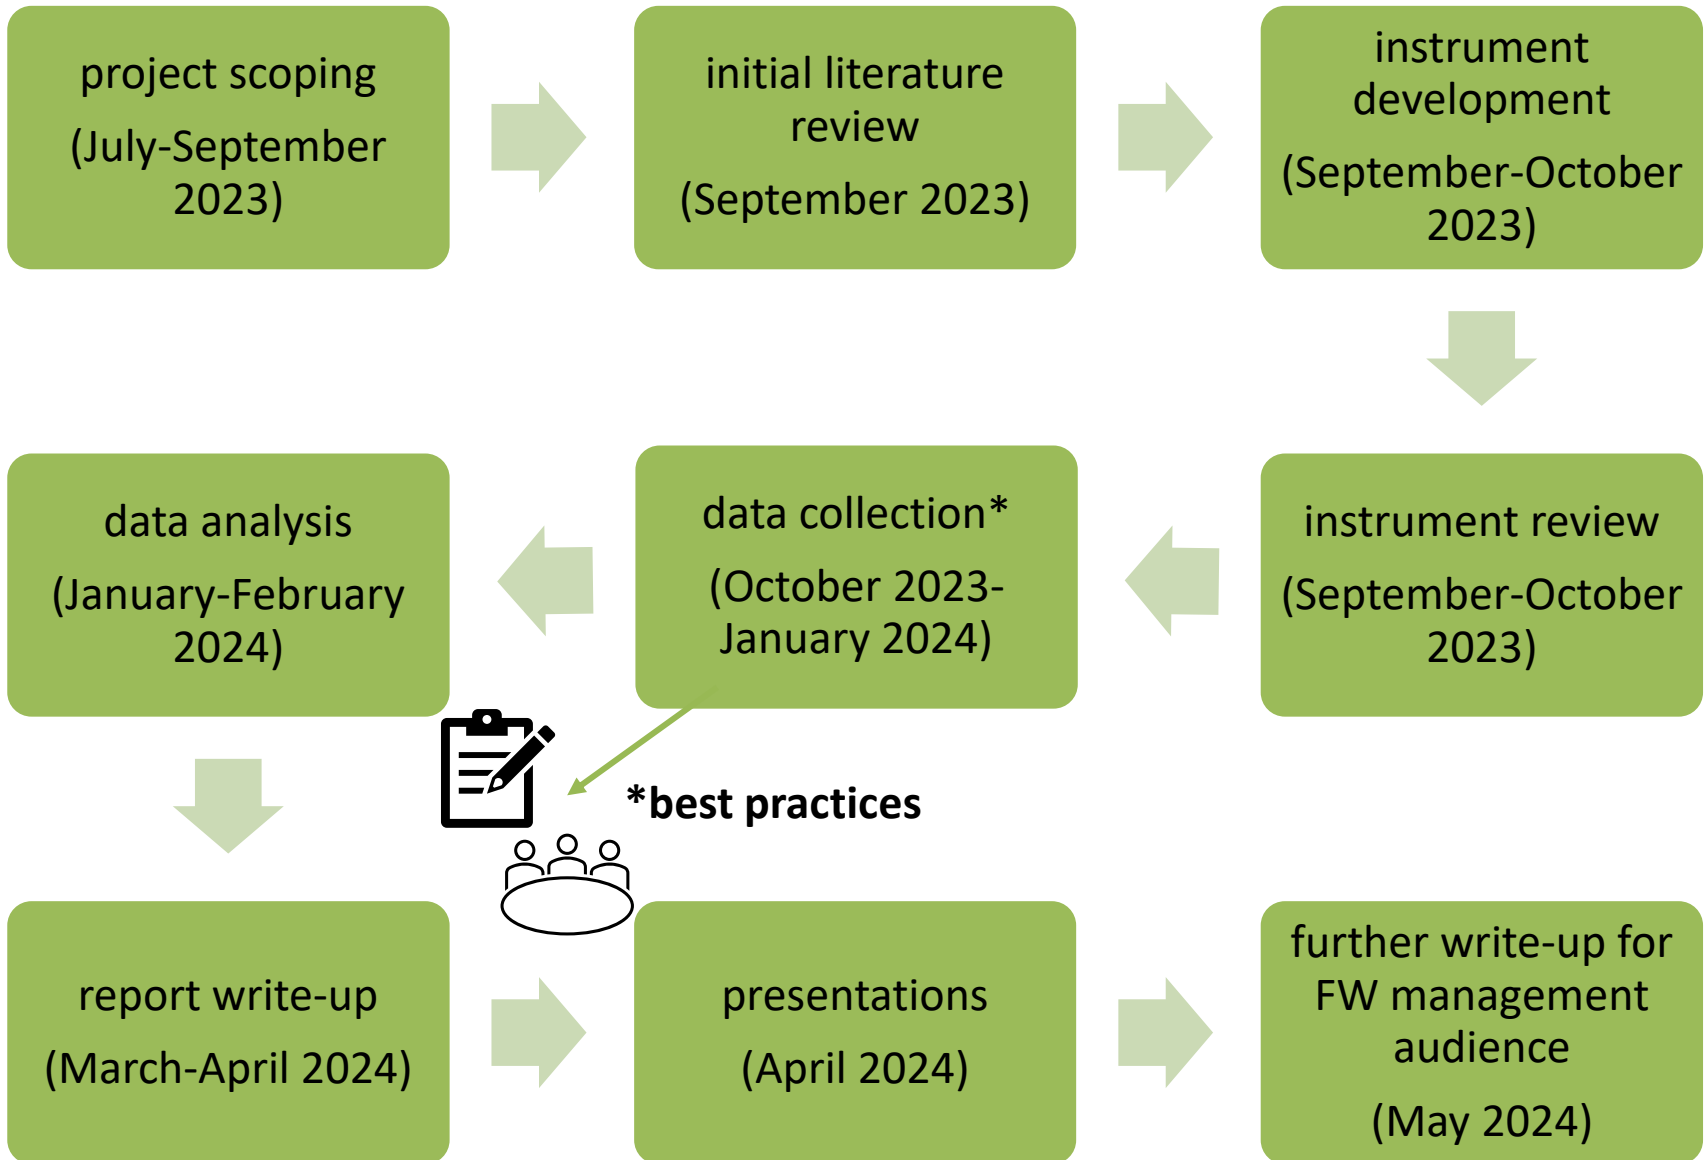 project scoping
(July-September
2023)
initial literature
review
(September 2023)
instrument
development
(September-October
2023)
instrument review
(September-October
2023)
data collection*
(October 2023-
January 2024)
data analysis
(January-February
2024)
*best practices
report write-up
(March-April 2024)
presentations
(April 2024)
further write-up for
FW management
audience
(May 2024)